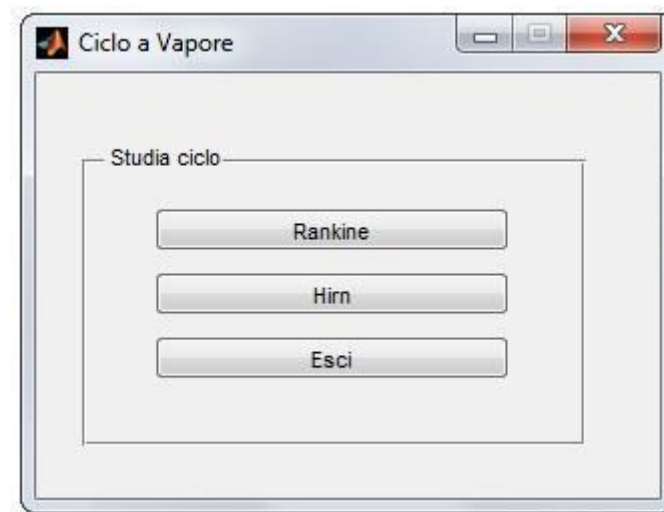 Ciclo a Vapore
Studia ciclo
Rankine
Hirn
Esci